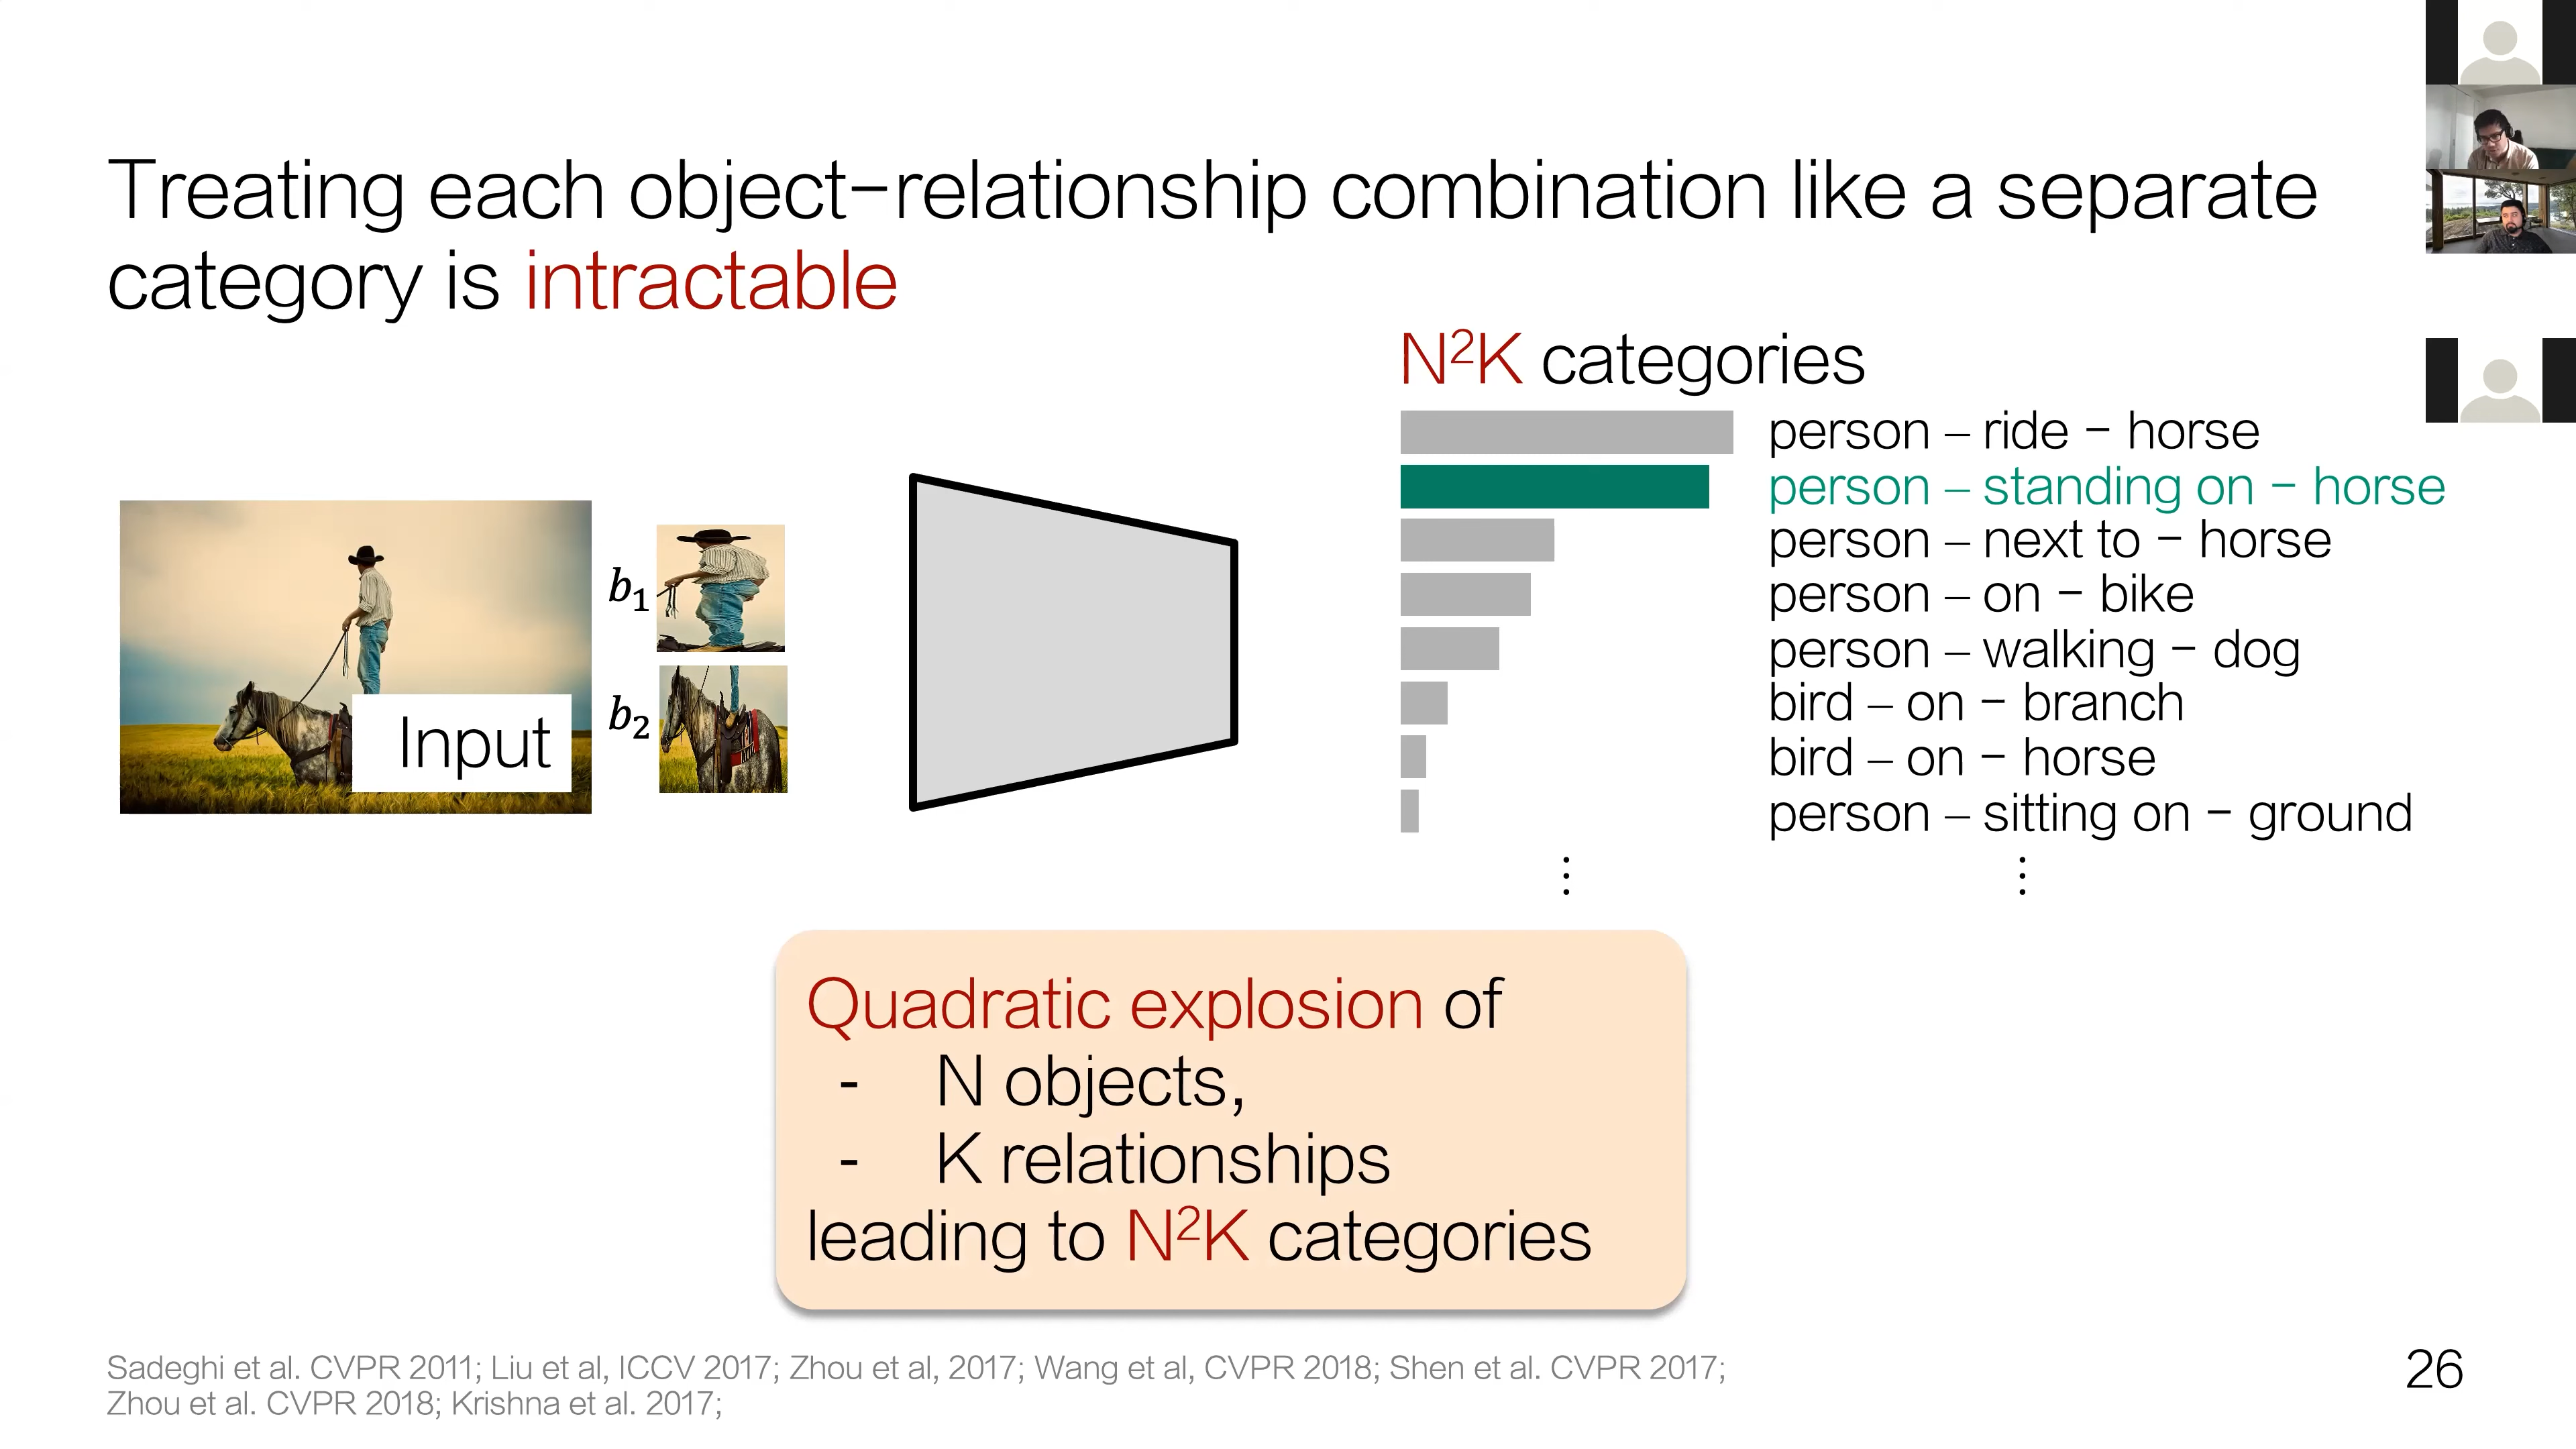 Treating each object-relationship combination like a separate
category is intractable
N²K categories
person – ride - horse
person – standing on - horse
person – next to - horse
person – on - bike
person – walking - dog
bird – on - branch
bird – on - horse
person – sitting on - ground
⋮ ⋮
Input
b₁
b₂
Quadratic explosion of
- N objects,
- K relationships
leading to N²K categories
Sadeghi et al. CVPR 2011; Liu et al, ICCV 2017; Zhou et al, 2017; Wang et al, CVPR 2018; Shen et al. CVPR 2017;
Zhou et al. CVPR 2018; Krishna et al. 2017;
26